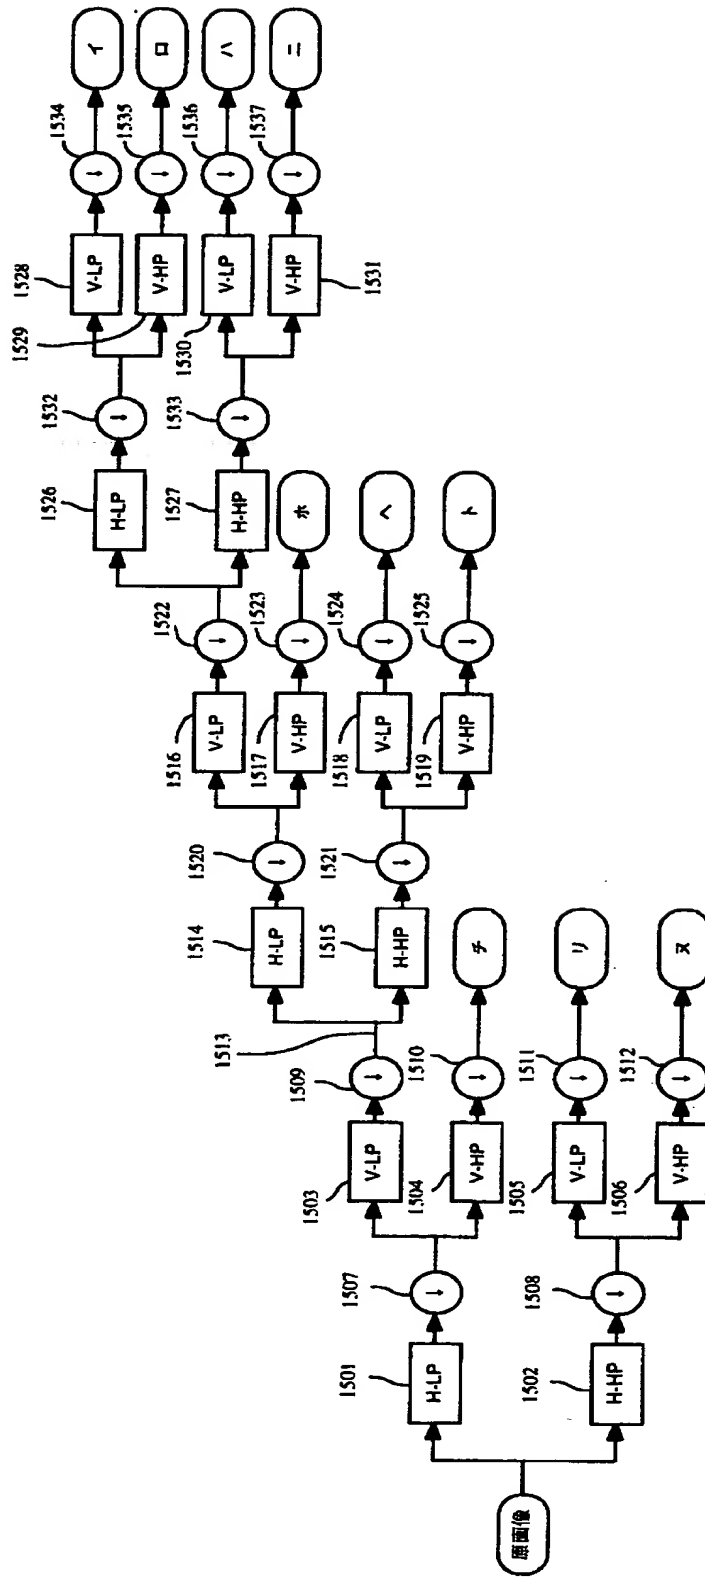 原画像
1501
H-LP
1502
H-HP
1507
↓
1508
↓
1503
V-LP
1504
V-HP
1505
V-LP
1506
V-HP
1509
↓
1510
↓
1511
↓
1512
↓
1513
チ
リ
ヌ
1514
H-LP
1515
H-HP
1520
↓
1521
↓
1516
V-LP
1517
V-HP
1518
V-LP
1519
V-HP
1522
↓
1523
↓
1524
↓
1525
↓
ホ
ヘ
ト
1526
H-LP
1527
H-HP
1532
↓
1533
↓
1528
V-LP
1529
V-HP
1530
V-LP
1531
V-HP
1534
↓
1535
↓
1536
↓
1537
↓
イ
ロ
ハ
ニ